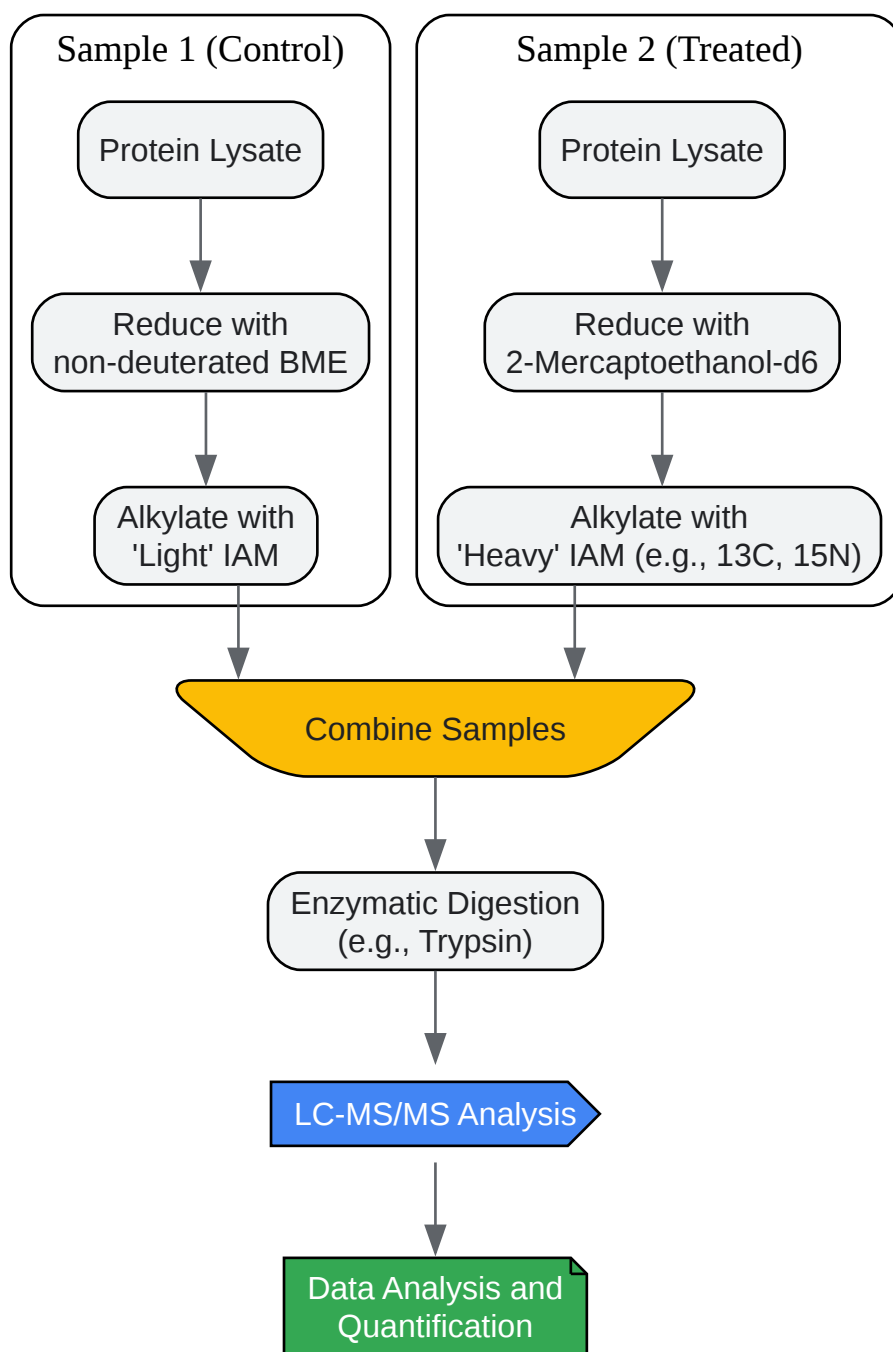 Sample 1 (Control)
Protein Lysate
Reduce with
non-deuterated BME
Alkylate with
'Light' IAM
Sample 2 (Treated)
Protein Lysate
Reduce with
2-Mercaptoethanol-d6
Alkylate with
'Heavy' IAM (e.g., 13C, 15N)
Combine Samples
Enzymatic Digestion
(e.g., Trypsin)
LC-MS/MS Analysis
Data Analysis and
Quantification